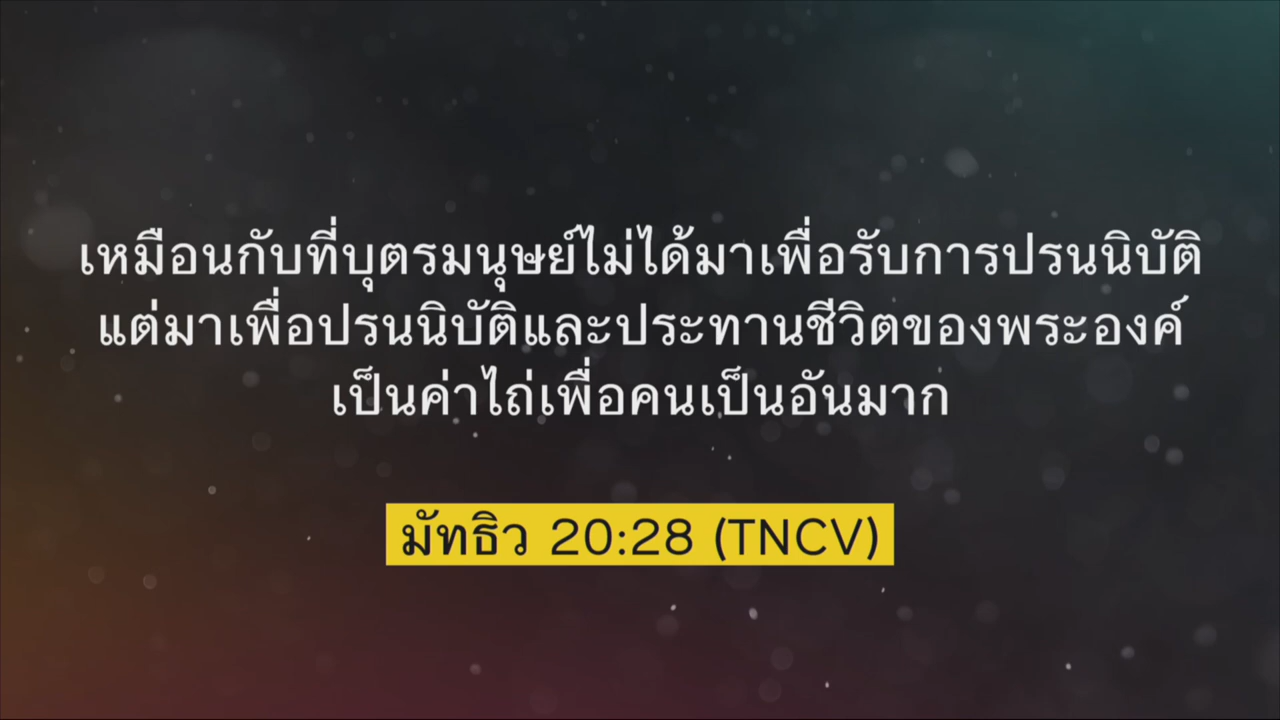 เหมือนกับที่บุตรมนุษย์ไม่ได้มาเพื่อรับการปรนนิบัติ
แต่มาเพื่อปรนนิบัติและประทานชีวิตของพระองค์
เป็นค่าไถ่เพื่อคนเป็นอันมาก
มัทธิว 20:28 (TNCV)